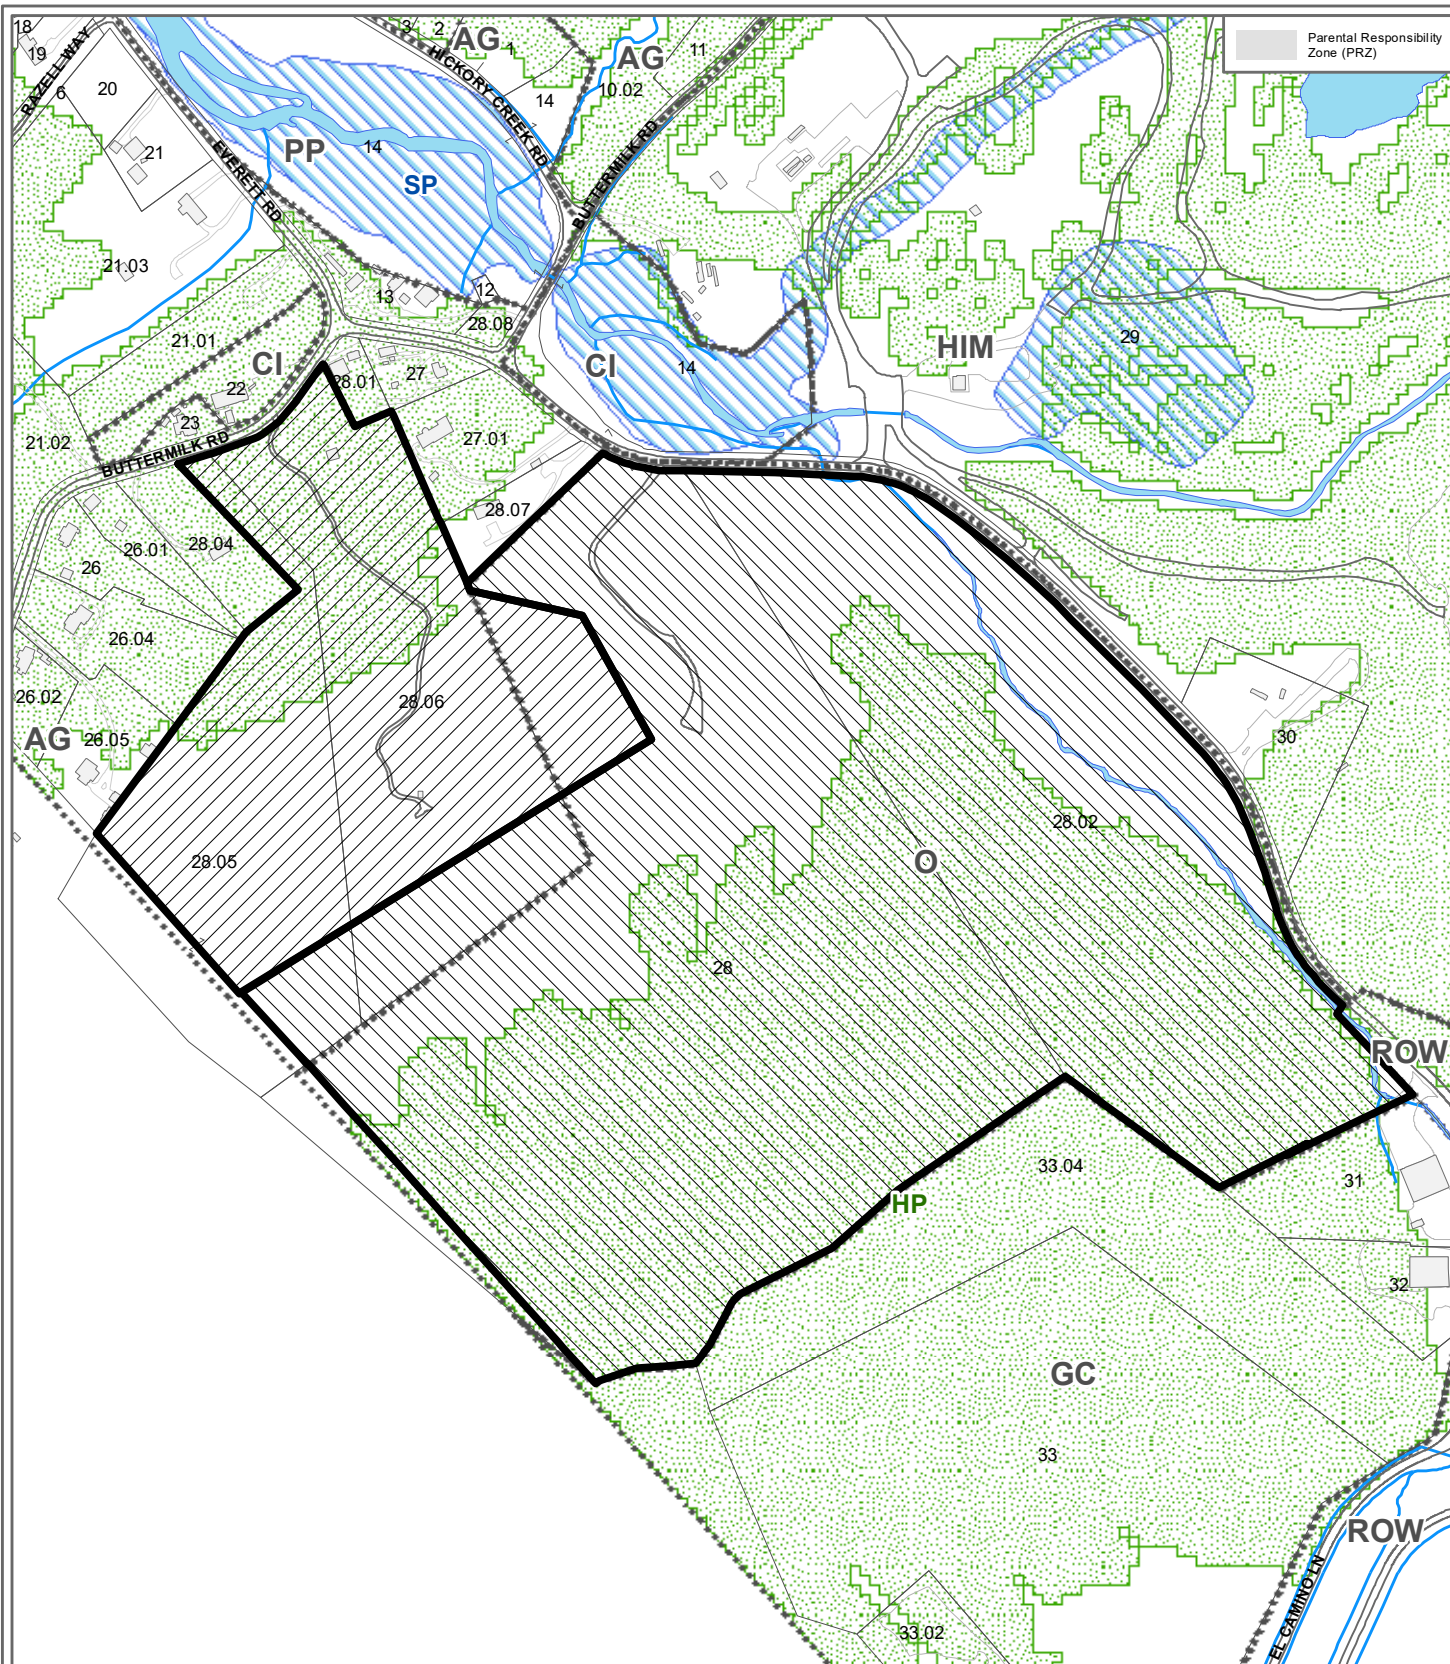 18
3
2
1
AG
11
19
RAZELL WAY
6
20
HICKORY CREEK RD
AG
10.02
14
Parental Responsibility
Zone (PRZ)
21
EVERETT RD
PP
14
SP
BUTTERMILK RD
21.03
13
12
28.08
21.01
CI
28.01
27
CI
14
HIM
29
22
23
21.02
BUTTERMILK RD
27.01
28.07
26.01
28.04
26
26.04
26.02
AG
26.05
28.06
30
28.05
28.02
O
28
ROW
33.04
31
HP
32
GC
33
ROW
EL CAMINO LN
33.02